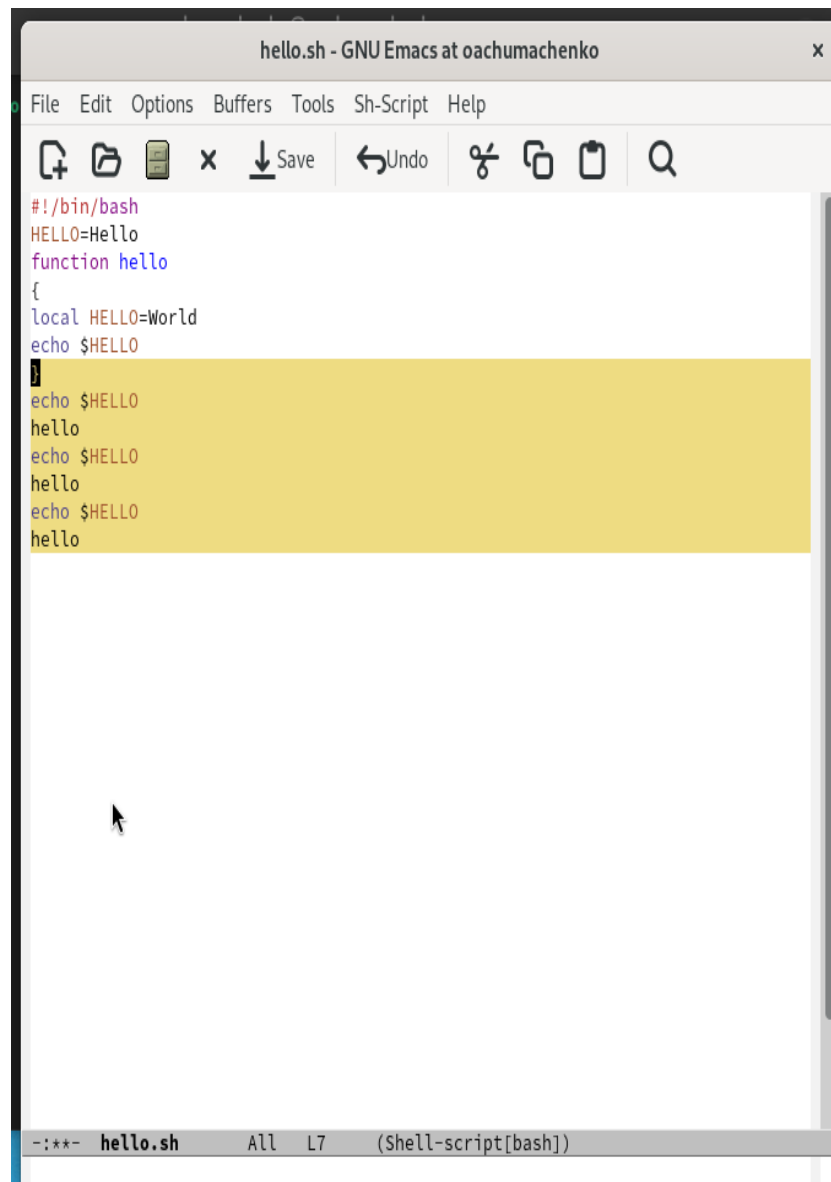 hello.sh - GNU Emacs at oachumachenko
File Edit Options Buffers Tools Sh-Script Help
Save Undo
#!/bin/bash
HELLO=Hello
function hello
{
local HELLO=World
echo $HELLO
}
echo $HELLO
hello
echo $HELLO
hello
echo $HELLO
hello
-:**- hello.sh All L7 (Shell-script[bash])